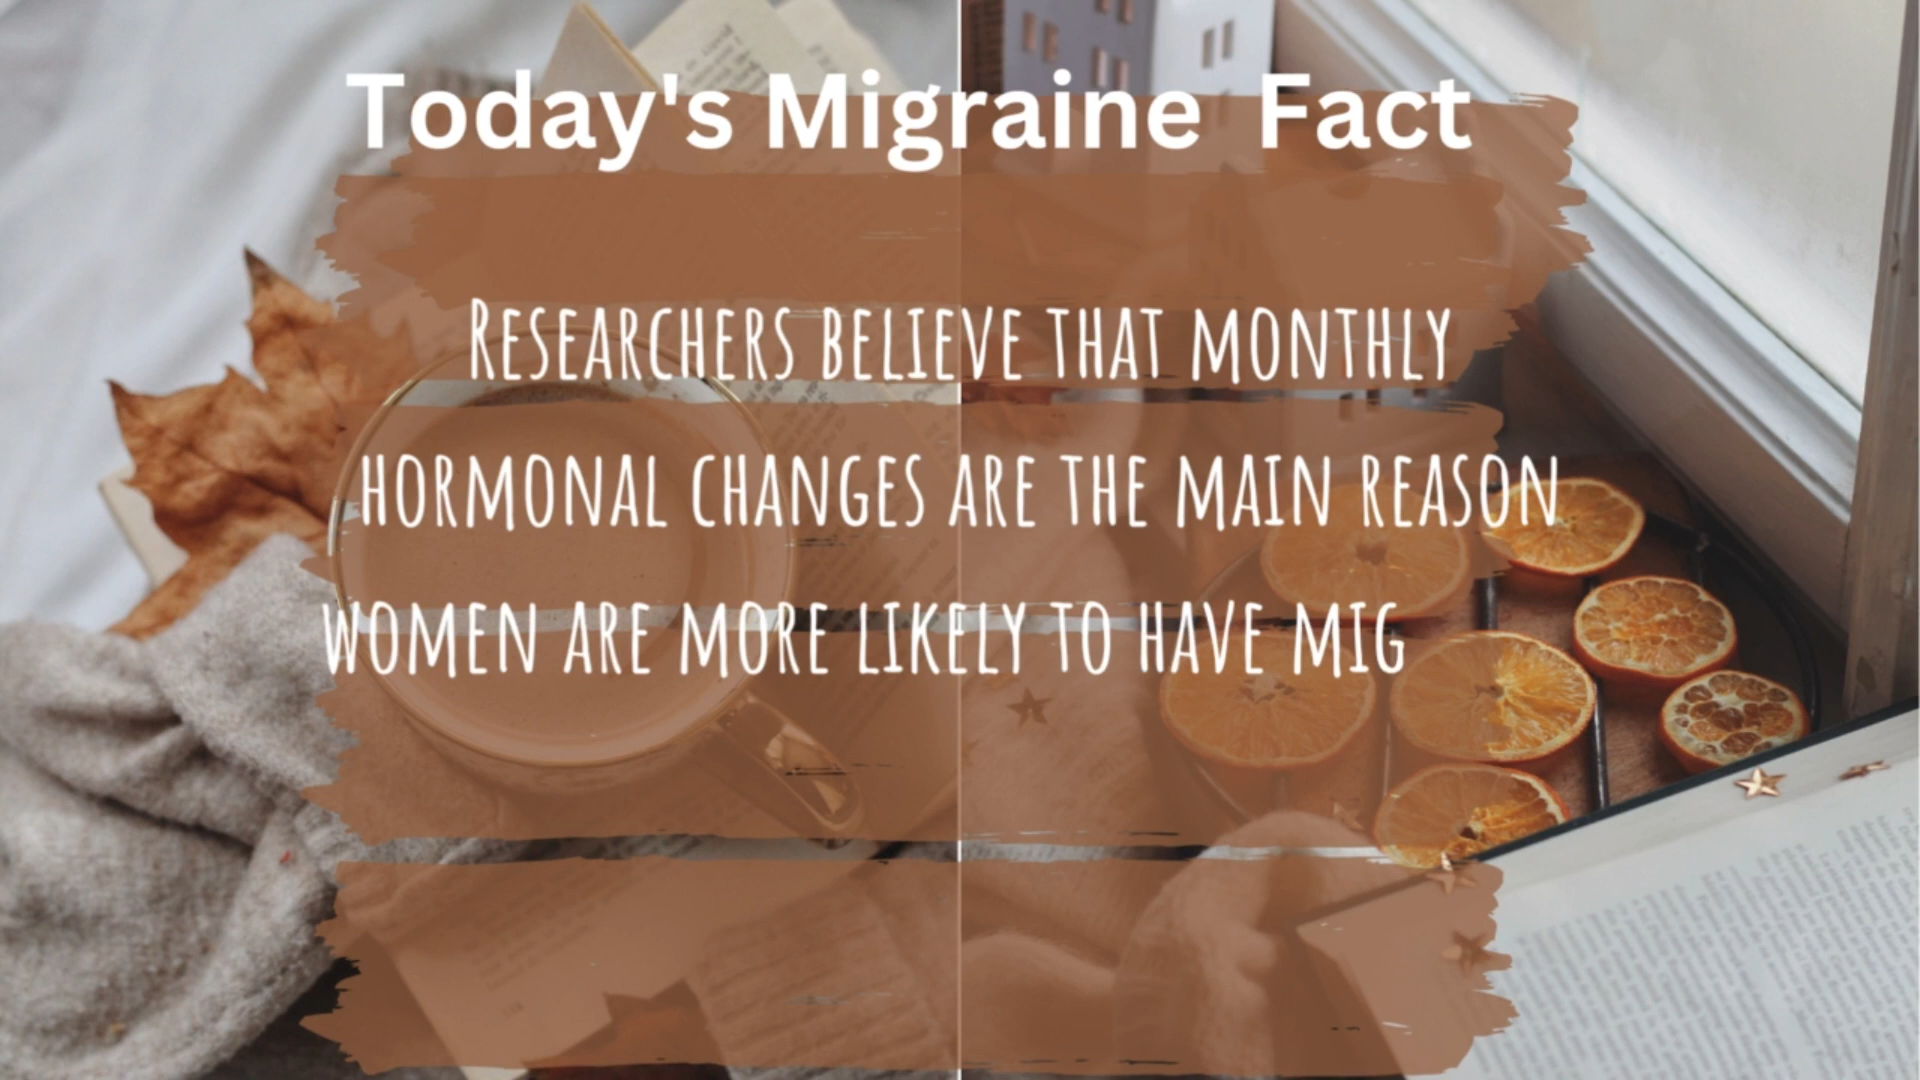 Today's Migraine Fact
Researchers believe that monthly
hormonal changes are the main reason
women are more likely to have mig